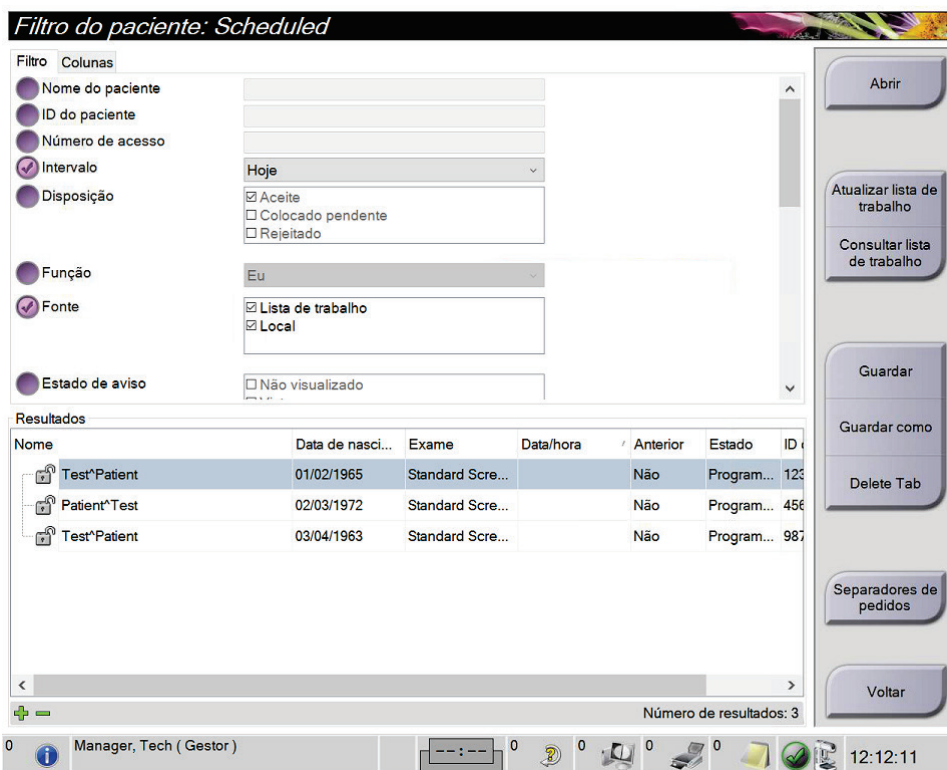 Filtro do paciente: Scheduled
Filtro Colunas
Nome do paciente
ID do paciente
Número de acesso
Intervalo Hoje
Disposição Aceite
Colocado pendente
Rejeitado
Função Eu
Fonte Lista de trabalho
Local
Estado de aviso Não visualizado
Abrir
Atualizar lista de
trabalho
Consultar lista
de trabalho
Guardar
Guardar como
Delete Tab
Separadores de
pedidos
Voltar
Resultados
Nome Data de nasci... Exame Data/hora Anterior Estado ID
Test^Patient 01/02/1965 Standard Scre... Não Program... 123
Patient^Test 02/03/1972 Standard Scre... Não Program... 456
Test^Patient 03/04/1963 Standard Scre... Não Program... 987
Número de resultados: 3
0 Manager, Tech ( Gestor ) --:-- 0 0 0 0 12:12:11